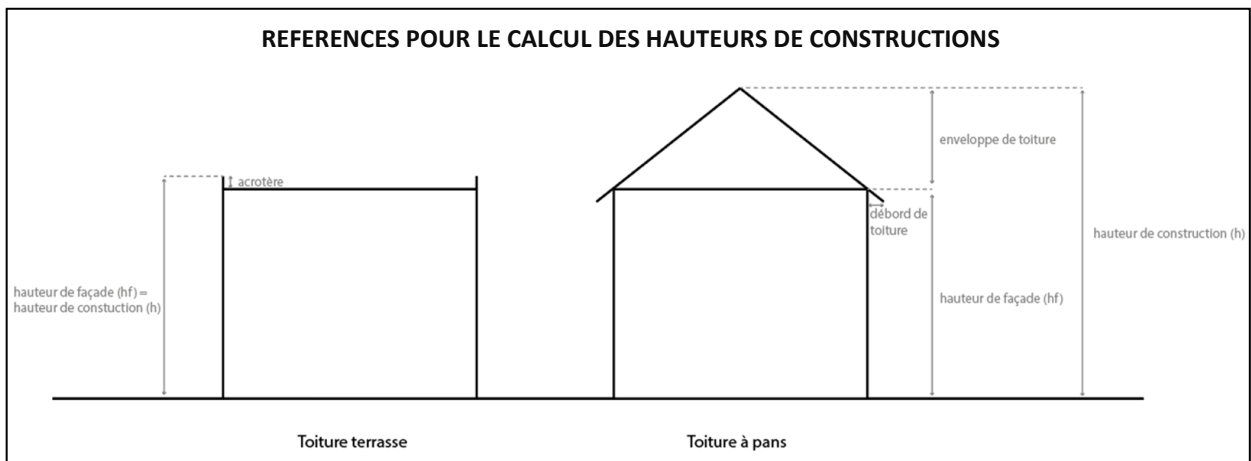 REFERENCES POUR LE CALCUL DES HAUTEURS DE CONSTRUCTIONS
acrotère
hauteur de façade (hf) =
hauteur de constuction (h)
enveloppe de toiture
débord de
toiture
hauteur de construction (h)
hauteur de façade (hf)
Toiture terrasse
Toiture à pans